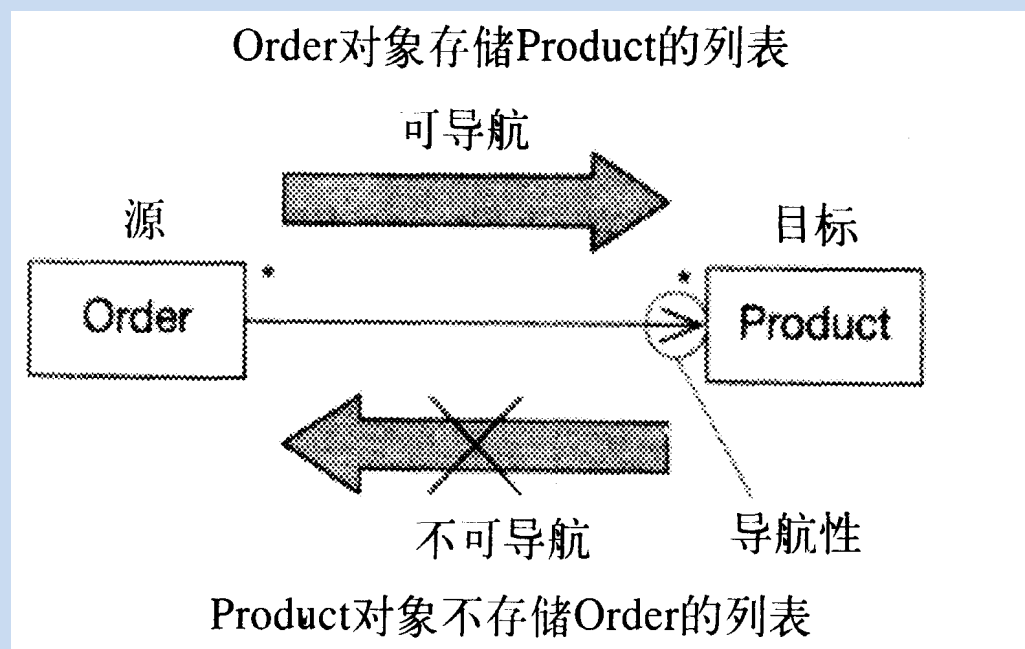 Order对象存储Product的列表
可导航
源
目标
*
*
Order
Product
不可导航
导航性
Product对象不存储Order的列表